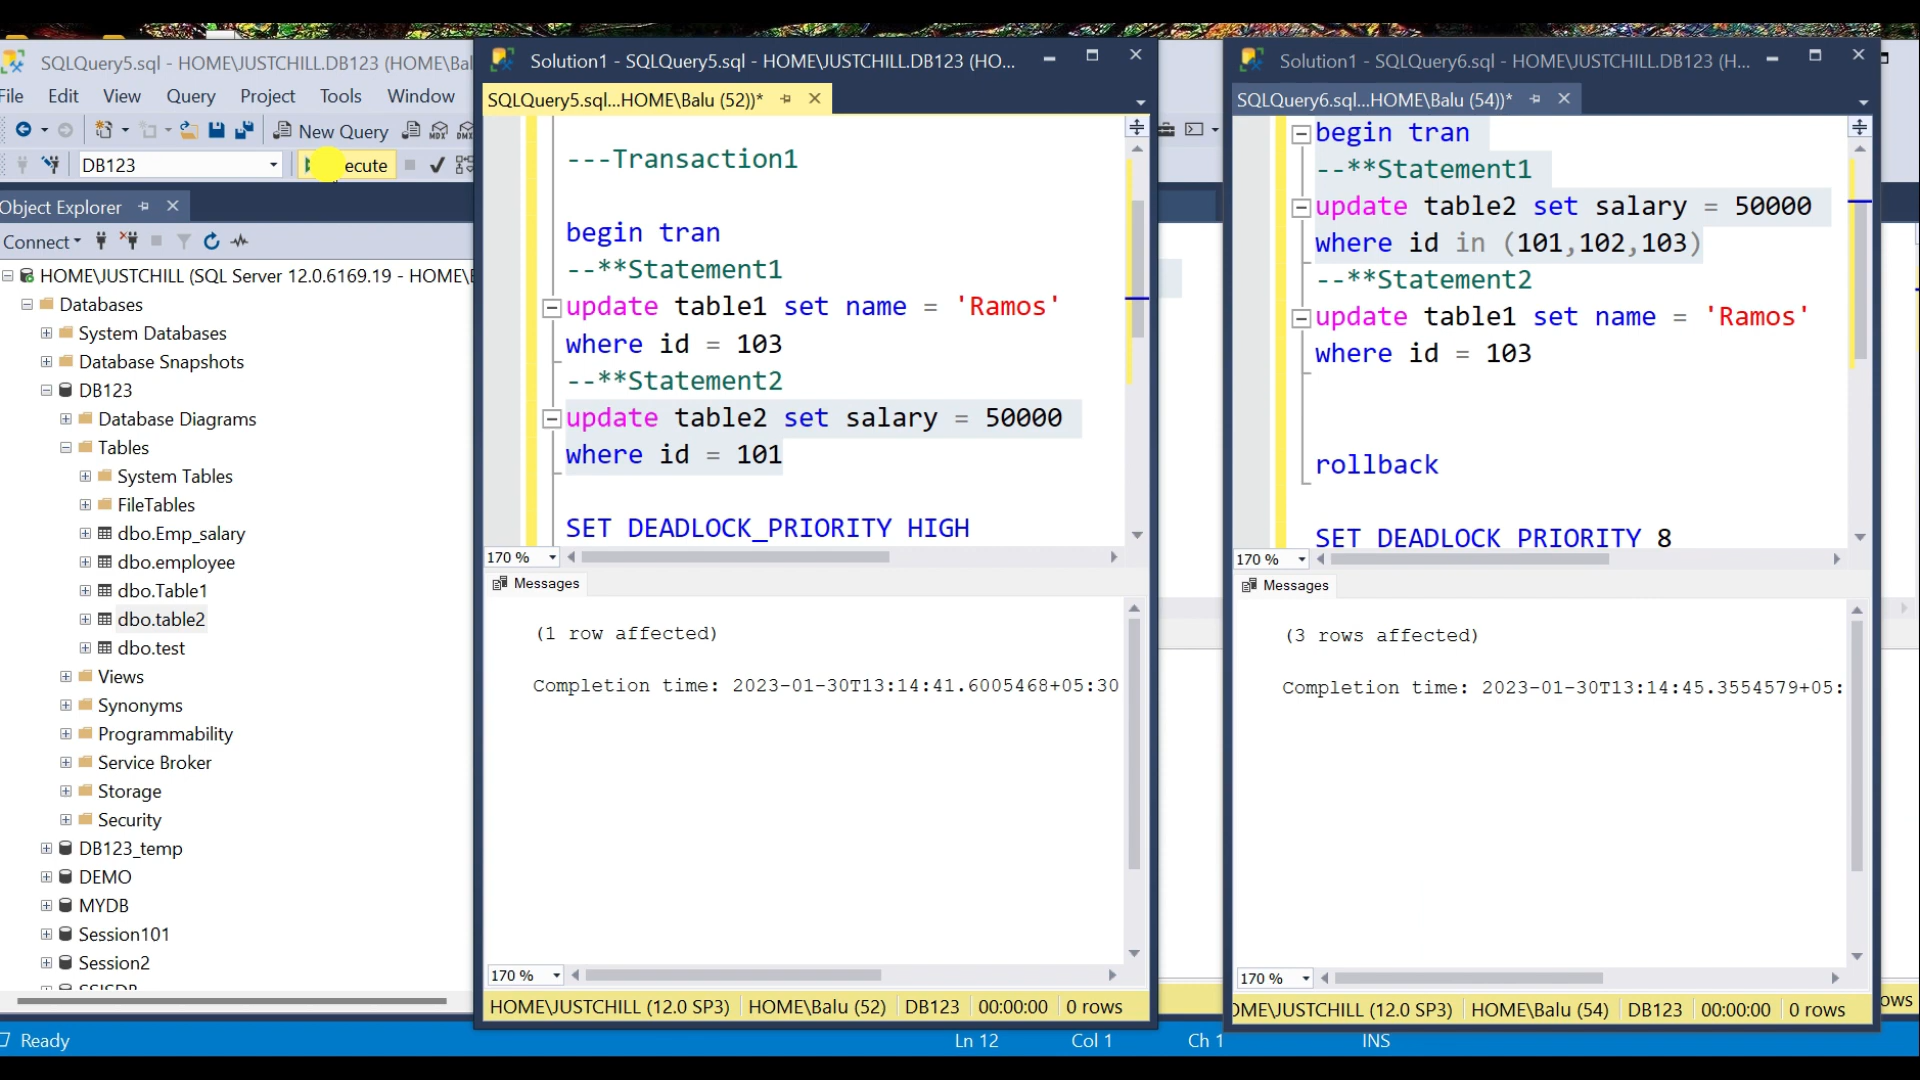 SQLQuery5.sql - HOME\JUSTCHILL.DB123 (HOME\Bal
File Edit View Query Project Tools Window
New Query
DB123
Execute
Object Explorer
Connect
HOME\JUSTCHILL (SQL Server 12.0.6169.19 - HOME\
Databases
System Databases
Database Snapshots
DB123
Database Diagrams
Tables
System Tables
FileTables
dbo.Emp_salary
dbo.employee
dbo.Table1
dbo.table2
dbo.test
Views
Synonyms
Programmability
Service Broker
Storage
Security
DB123_temp
DEMO
MYDB
Session101
Session2
Solution1 - SQLQuery5.sql - HOME\JUSTCHILL.DB123 (HO...
SQLQuery5.sql...HOME\Balu (52))*
---Transaction1
begin tran
--**Statement1
update table1 set name = 'Ramos'
where id = 103
--**Statement2
update table2 set salary = 50000
where id = 101
SET DEADLOCK_PRIORITY HIGH
170 %
Messages
(1 row affected)
Completion time: 2023-01-30T13:14:41.6005468+05:30
170 %
HOME\JUSTCHILL (12.0 SP3) HOME\Balu (52) DB123 00:00:00 0 rows
Solution1 - SQLQuery6.sql - HOME\JUSTCHILL.DB123 (H...
SQLQuery6.sql...HOME\Balu (54))*
begin tran
--**Statement1
update table2 set salary = 50000
where id in (101,102,103)
--**Statement2
update table1 set name = 'Ramos'
where id = 103
rollback
SET DEADLOCK PRIORITY 8
170 %
Messages
(3 rows affected)
Completion time: 2023-01-30T13:14:45.3554579+05:
170 %
OME\JUSTCHILL (12.0 SP3) HOME\Balu (54) DB123 00:00:00 0 rows
ows
Ready
Ln 12 Col 1 Ch 1 INS